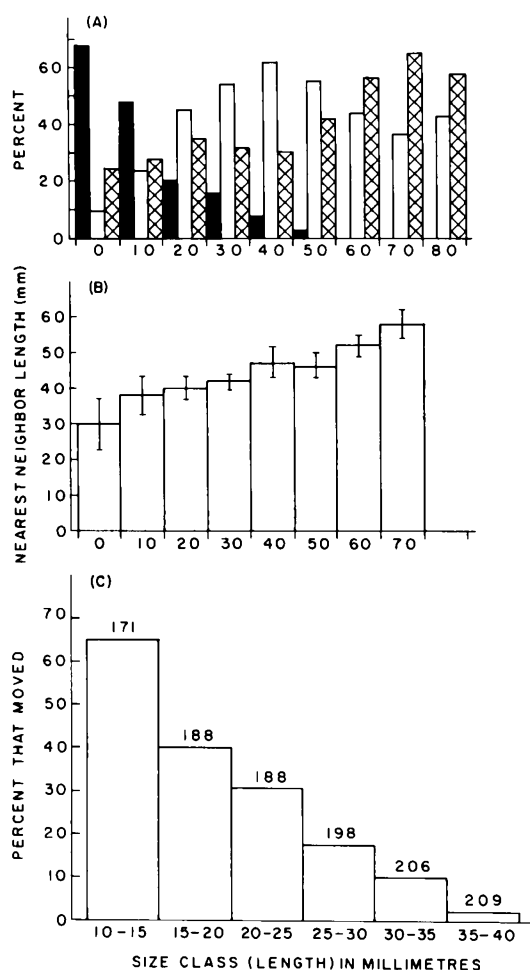 (A)
PERCENT
60
40
20
0
0 10 20 30 40 50 60 70 80
(B)
NEAREST NEIGHBOR LENGTH (mm)
60
50
40
30
20
10
0
0 10 20 30 40 50 60 70
(C)
PERCENT THAT MOVED
70
60
50
40
30
20
10
0
171
188
188
198
206
209
10-15 15-20 20-25 25-30 30-35 35-40
SIZE CLASS (LENGTH) IN MILLIMETRES